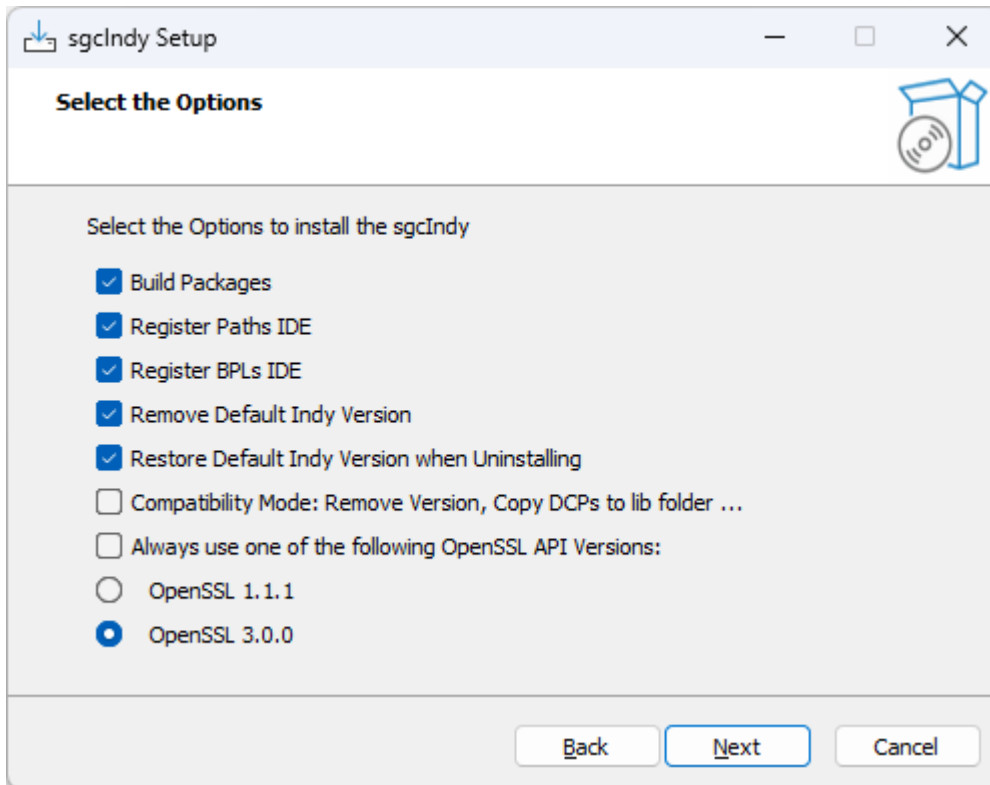 sgcIndy Setup
Select the Options
Select the Options to install the sgcIndy
Build Packages
Register Paths IDE
Register BPLs IDE
Remove Default Indy Version
Restore Default Indy Version when Uninstalling
Compatibility Mode: Remove Version, Copy DCPs to lib folder ...
Always use one of the following OpenSSL API Versions:
OpenSSL 1.1.1
OpenSSL 3.0.0
Back Next Cancel